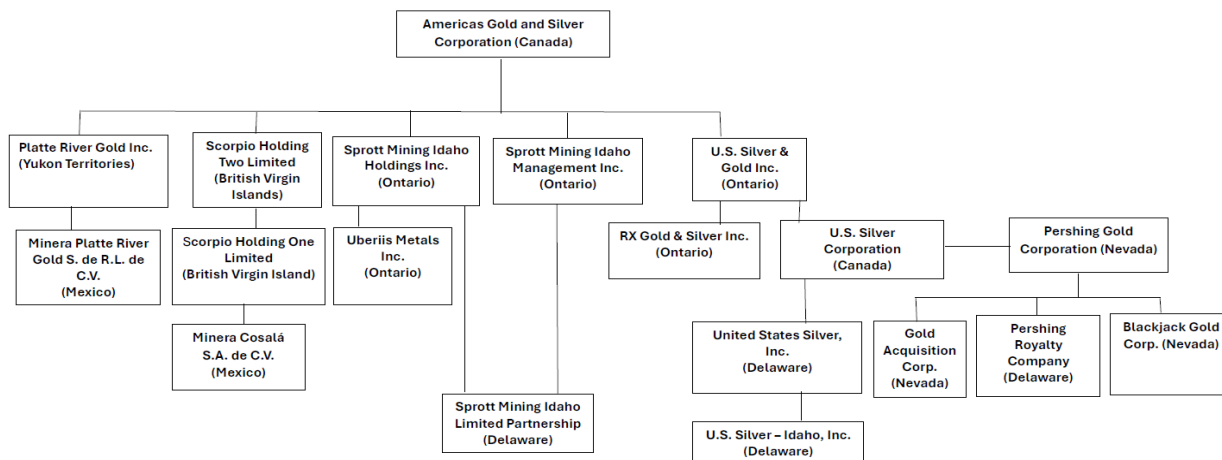 Americas Gold and Silver
Corporation (Canada)
Platte River Gold Inc.
(Yukon Territories)
Scorpio Holding
Two Limited
(British Virgin
Islands)
Sprott Mining Idaho
Holdings Inc.
(Ontario)
Sprott Mining Idaho
Management Inc.
(Ontario)
U.S. Silver &
Gold Inc.
(Ontario)
Minera Platte River
Gold S. de R.L. de
C.V.
(Mexico)
Scorpio Holding One
Limited
(British Virgin Island)
Uberiis Metals
Inc.
(Ontario)
RX Gold & Silver Inc.
(Ontario)
U.S. Silver
Corporation
(Canada)
Pershing Gold
Corporation (Nevada)
Minera Cosalá
S.A. de C.V.
(Mexico)
United States Silver,
Inc.
(Delaware)
Gold
Acquisition
Corp.
(Nevada)
Pershing
Royalty
Company
(Delaware)
Blackjack Gold
Corp. (Nevada)
Sprott Mining Idaho
Limited Partnership
(Delaware)
U.S. Silver – Idaho, Inc.
(Delaware)